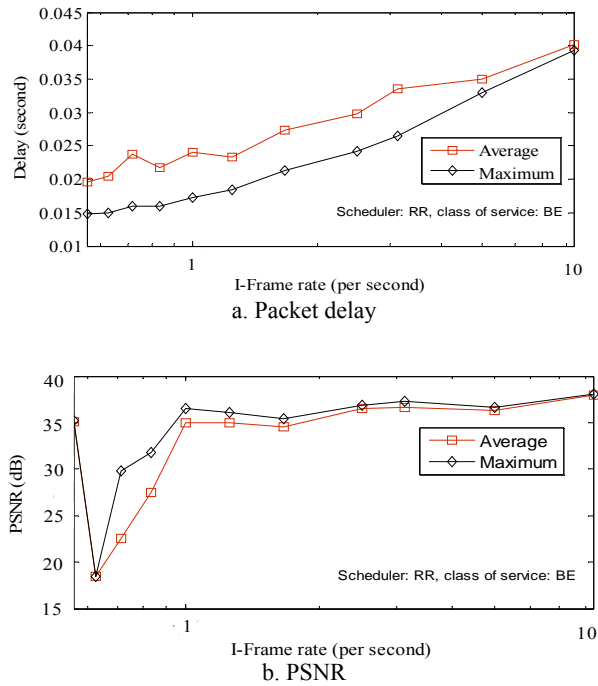 0.045
0.04
0.035
0.03
0.025
0.02
0.015
0.01
Delay (second)
Average
Maximum
Scheduler: RR, class of service: BE
1
10
I-Frame rate (per second)
a. Packet delay
40
35
30
25
20
15
PSNR (dB)
Average
Maximum
Scheduler: RR, class of service: BE
1
10
I-Frame rate (per second)
b. PSNR